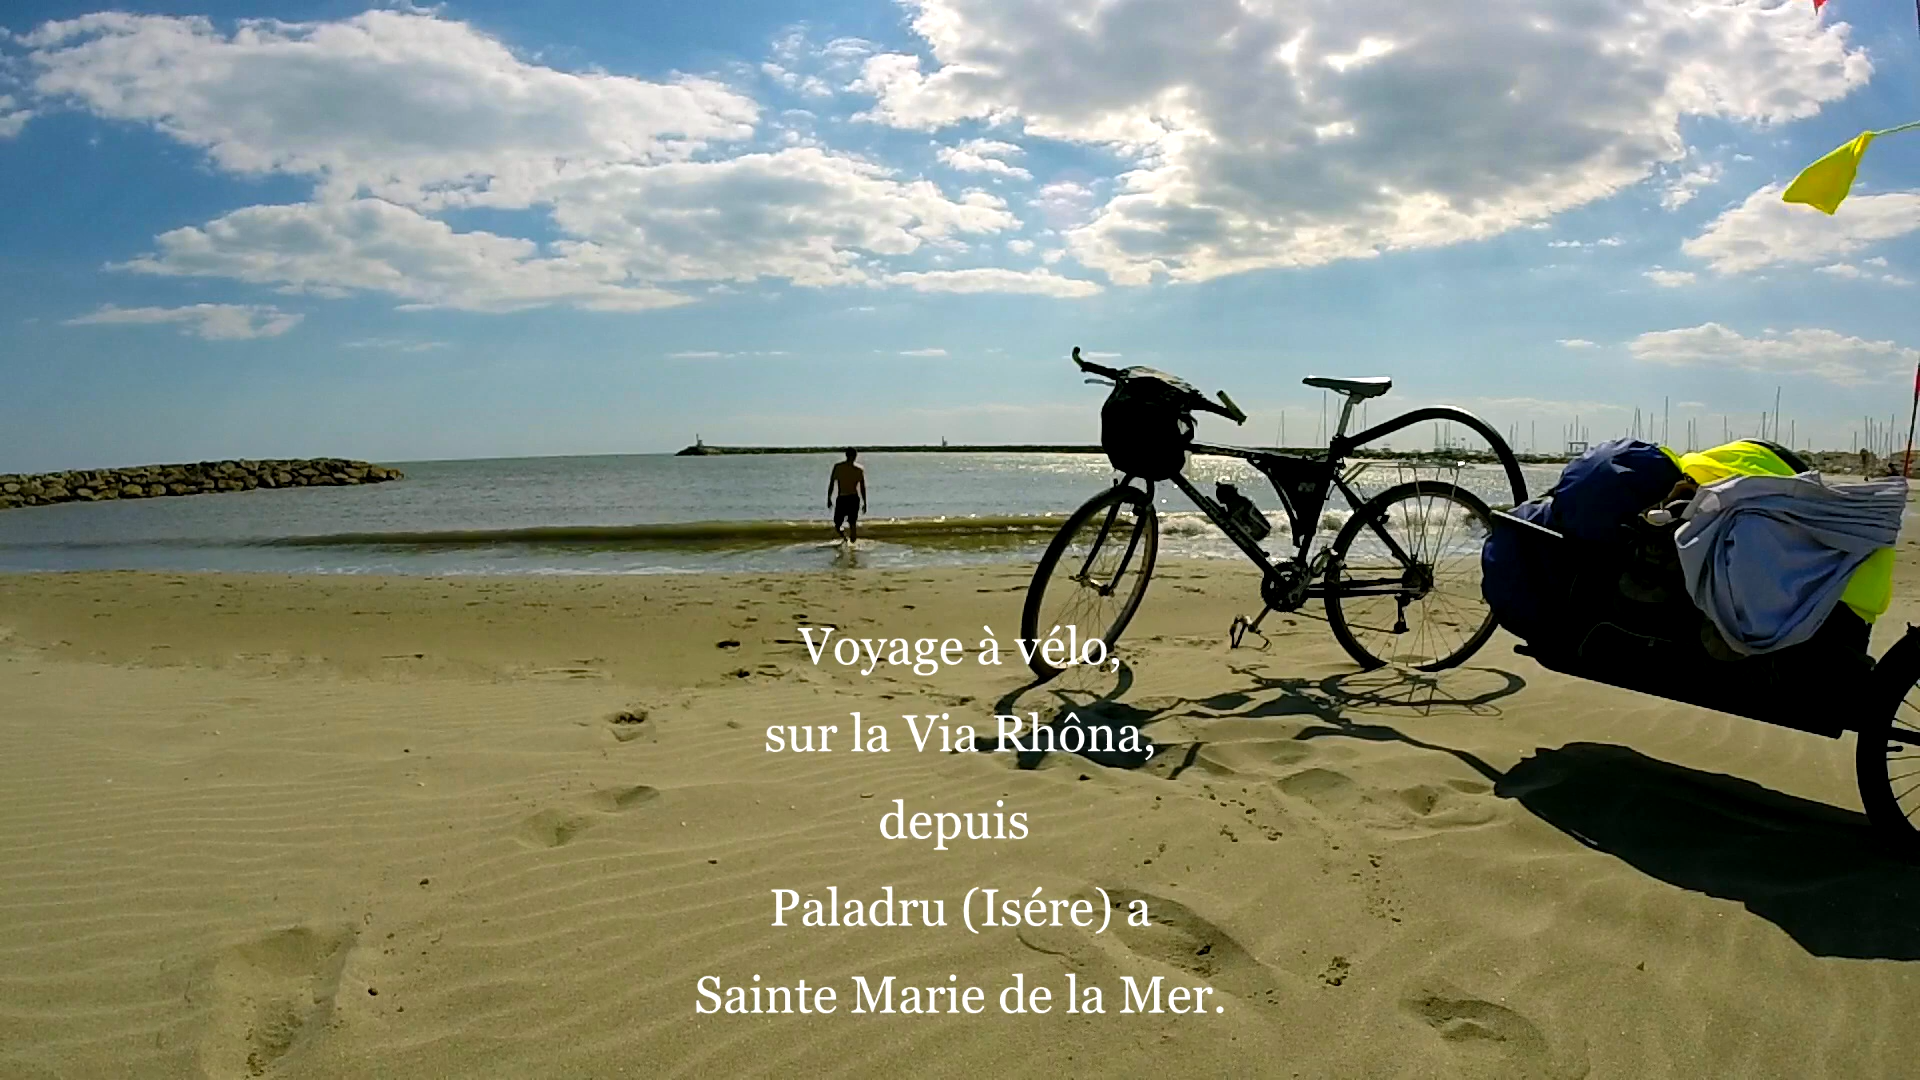 Voyage à vélo,
sur la Via Rhôna,
depuis
Paladru (Isére) a
Sainte Marie de la Mer.